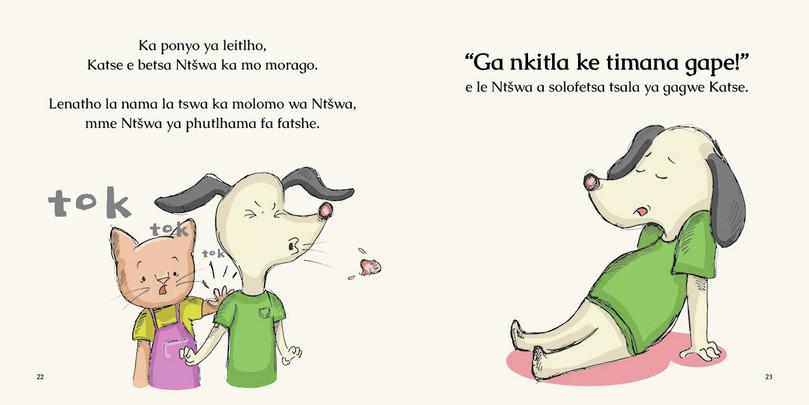 Ka ponyo ya leitlho,
Katse e betsa Ntšwa ka mo morago.
Lenatho la nama la tswa ka molomo wa Ntšwa,
mme Ntšwa ya phutlhama fa fatshe.
tok
tok
tok
22
“Ga nkitla ke timana gape!”
e le Ntšwa a solofetsa tsala ya gagwe Katse.
23